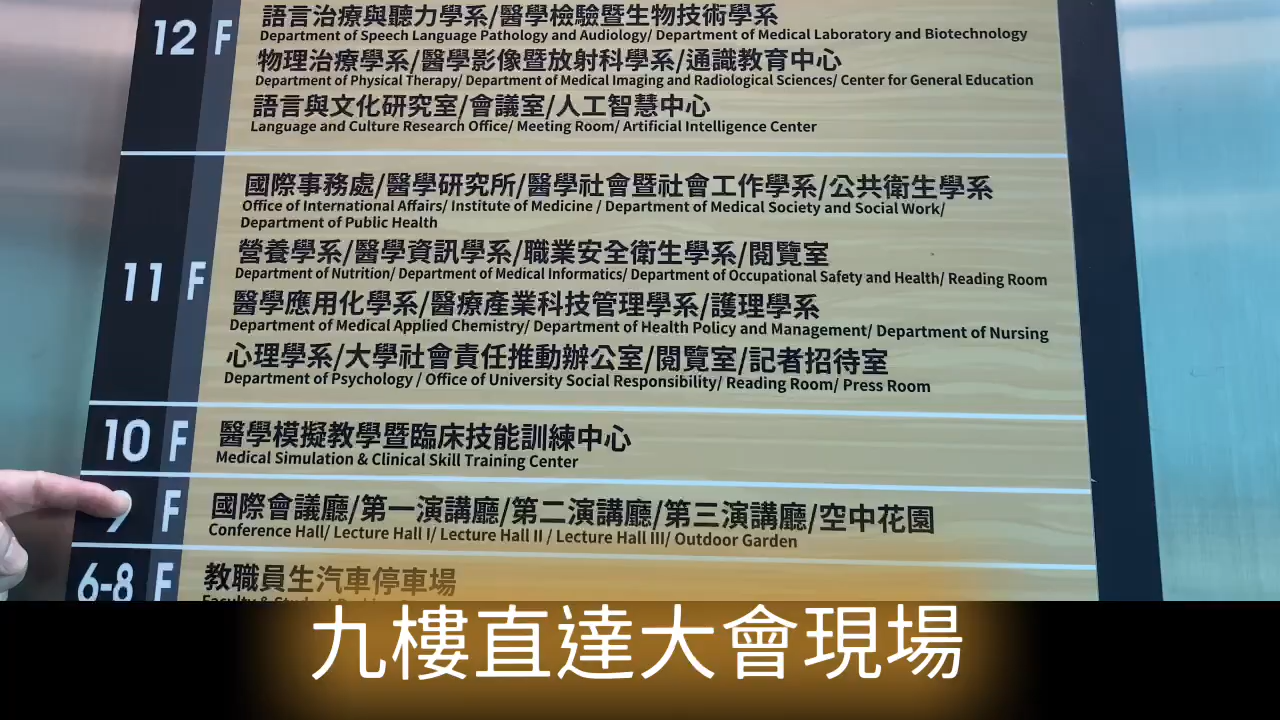 12 F
語言治療與聽力學系/醫學檢驗暨生物技術學系
Department of Speech Language Pathology and Audiology/ Department of Medical Laboratory and Biotechnology
物理治療學系/醫學影像暨放射科學系/通識教育中心
Department of Physical Therapy/ Department of Medical Imaging and Radiological Sciences/ Center for General Education
語言與文化研究室/會議室/人工智慧中心
Language and Culture Research Office/ Meeting Room/ Artificial Intelligence Center
11 F
國際事務處/醫學研究所/醫學社會暨社會工作學系/公共衛生學系
Office of International Affairs/ Institute of Medicine / Department of Medical Society and Social Work/
Department of Public Health
營養學系/醫學資訊學系/職業安全衛生學系/閱覽室
Department of Nutrition/ Department of Medical Informatics/ Department of Occupational Safety and Health/ Reading Room
醫學應用化學系/醫療產業科技管理學系/護理學系
Department of Medical Applied Chemistry/ Department of Health Policy and Management/ Department of Nursing
心理學系/大學社會責任推動辦公室/閱覽室/記者招待室
Department of Psychology / Office of University Social Responsibility/ Reading Room/ Press Room
10 F
醫學模擬教學暨臨床技能訓練中心
Medical Simulation & Clinical Skill Training Center
9 F
國際會議廳/第一演講廳/第二演講廳/第三演講廳/空中花園
Conference Hall/ Lecture Hall I/ Lecture Hall II / Lecture Hall III/ Outdoor Garden
6-8 F
教職員生汽車停車場
九樓直達大會現場